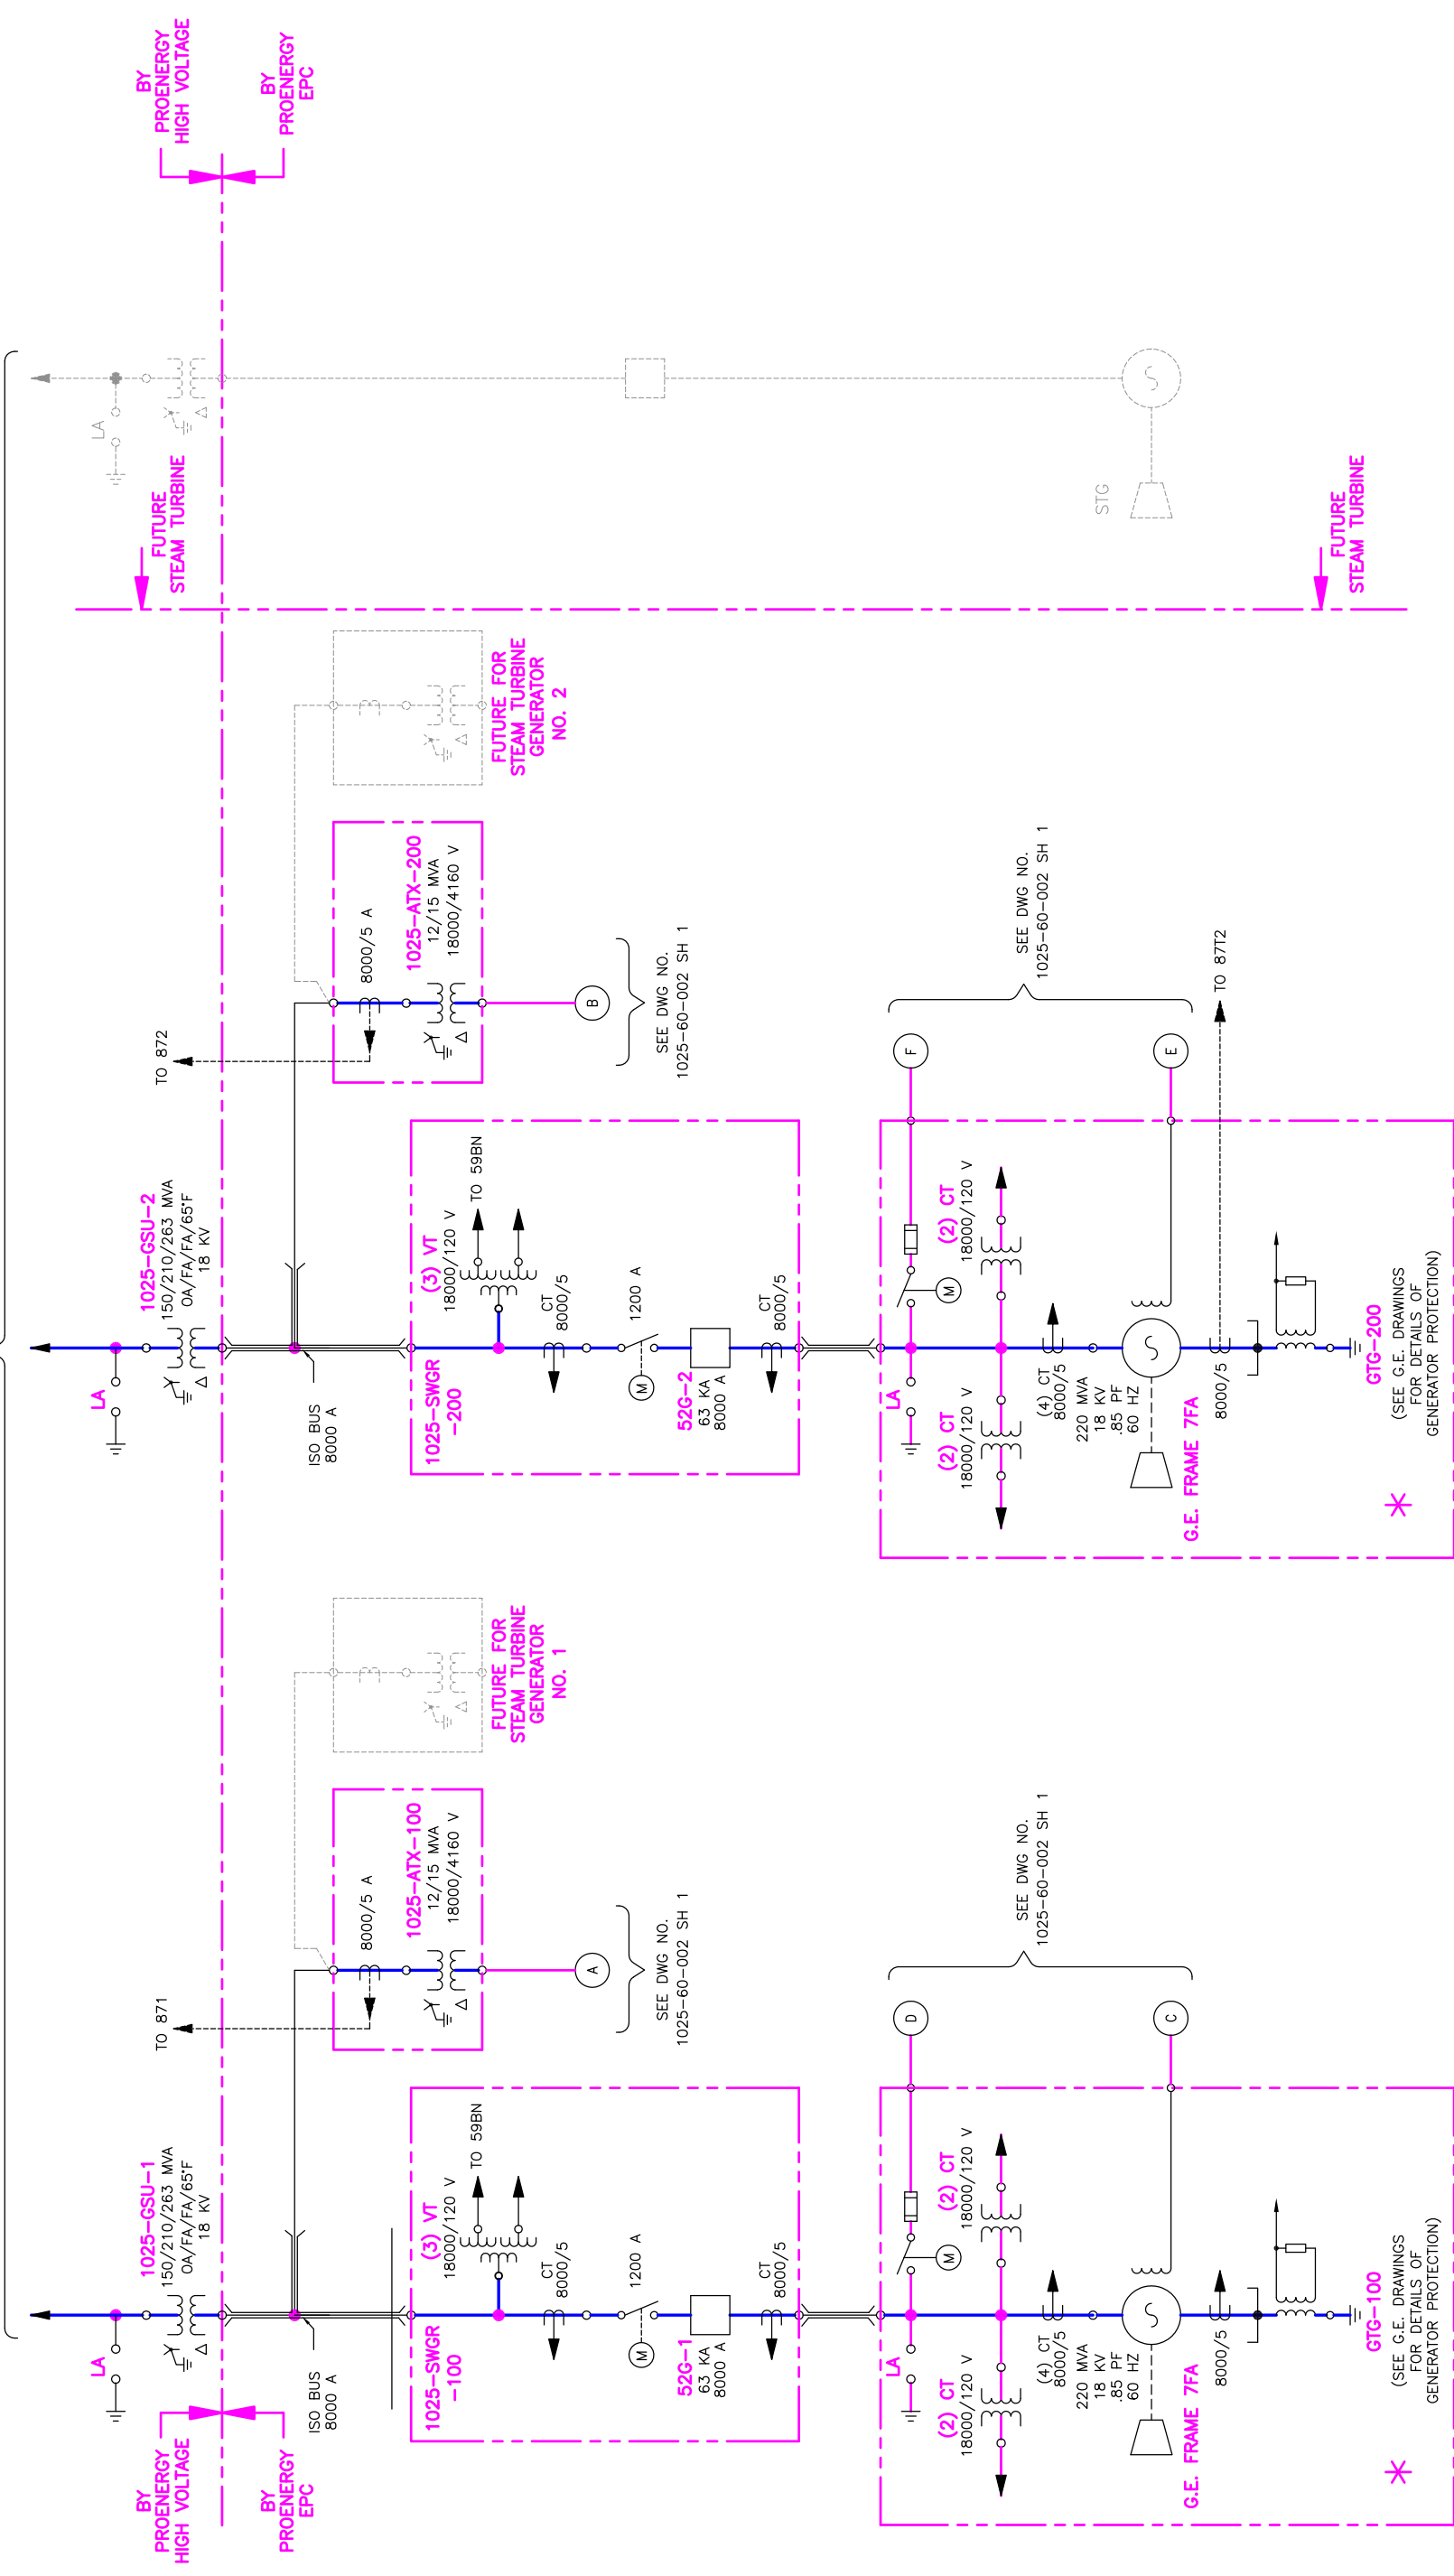 BY
PROENERGY
HIGH VOLTAGE
BY
PROENERGY
EPC
LA
1025-GSU-1
150/210/263 MVA
OA/FA/FA/65°F
18 KV
ISO BUS
8000 A
TO 871
8000/5 A
1025-ATX-100
12/15 MVA
18000/4160 V
A
SEE DWG NO.
1025-60-002 SH 1
FUTURE FOR
STEAM TURBINE
GENERATOR
NO. 1
1025-SWGR
-100
(3) VT
18000/120 V
TO 59BN
CT
8000/5
1200 A
M
52G-1
63 KA
8000 A
CT
8000/5
LA
M
D
(2) CT
18000/120 V
(2) CT
18000/120 V
(4) CT
8000/5
220 MVA
18 KV
.85 PF
60 HZ
G.E. FRAME 7FA
C
SEE DWG NO.
1025-60-002 SH 1
8000/5
GTG-100
(SEE G.E. DRAWINGS
FOR DETAILS OF
GENERATOR PROTECTION)
LA
1025-GSU-2
150/210/263 MVA
OA/FA/FA/65°F
18 KV
ISO BUS
8000 A
TO 872
8000/5 A
1025-ATX-200
12/15 MVA
18000/4160 V
B
SEE DWG NO.
1025-60-002 SH 1
FUTURE FOR
STEAM TURBINE
GENERATOR
NO. 2
1025-SWGR
-200
(3) VT
18000/120 V
TO 59BN
CT
8000/5
1200 A
M
52G-2
63 KA
8000 A
CT
8000/5
LA
M
F
(2) CT
18000/120 V
(2) CT
18000/120 V
(4) CT
8000/5
220 MVA
18 KV
.85 PF
60 HZ
G.E. FRAME 7FA
E
SEE DWG NO.
1025-60-002 SH 1
8000/5
TO 87T2
GTG-200
(SEE G.E. DRAWINGS
FOR DETAILS OF
GENERATOR PROTECTION)
FUTURE
STEAM TURBINE
LA
STG
FUTURE
STEAM TURBINE
BY
PROENERGY
HIGH VOLTAGE
BY
PROENERGY
EPC